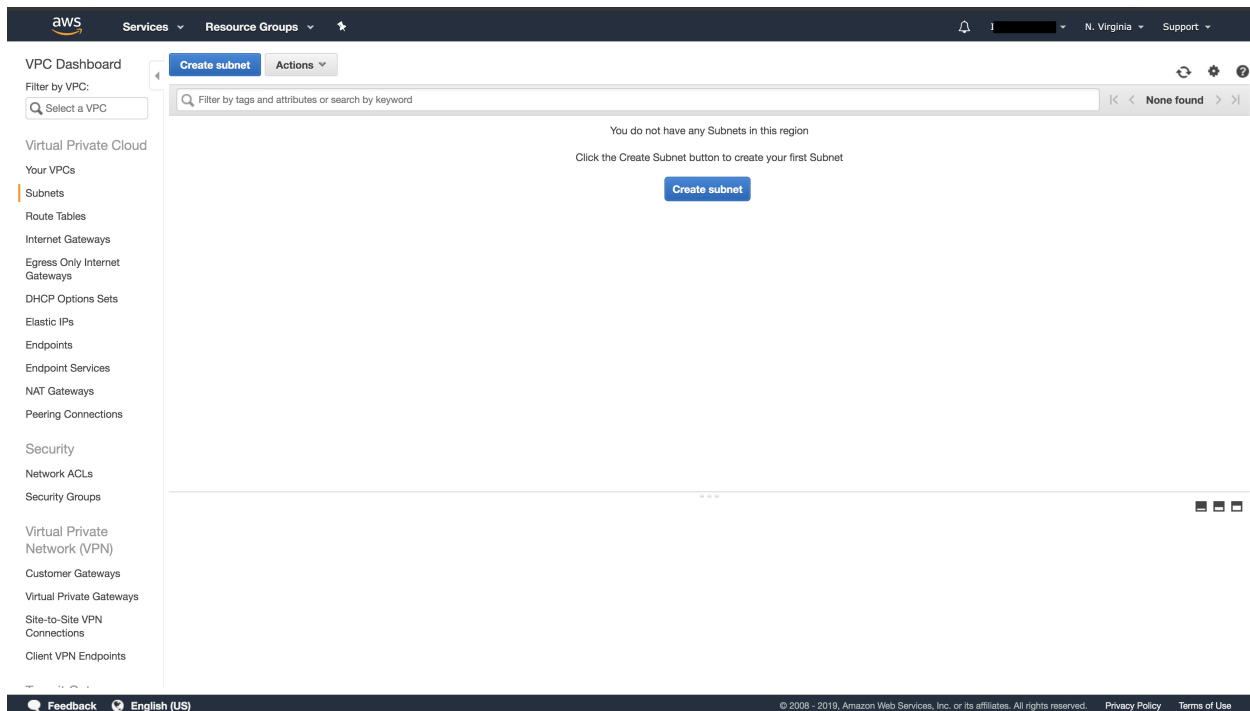 aws Services Resource Groups N. Virginia Support
VPC Dashboard
Filter by VPC:
Select a VPC
Virtual Private Cloud
Your VPCs
Subnets
Route Tables
Internet Gateways
Egress Only Internet
Gateways
DHCP Options Sets
Elastic IPs
Endpoints
Endpoint Services
NAT Gateways
Peering Connections
Security
Network ACLs
Security Groups
Virtual Private
Network (VPN)
Customer Gateways
Virtual Private Gateways
Site-to-Site VPN
Connections
Client VPN Endpoints
Create subnet Actions
Filter by tags and attributes or search by keyword
None found
You do not have any Subnets in this region
Click the Create Subnet button to create your first Subnet
Create subnet
Feedback English (US) © 2008 - 2019, Amazon Web Services, Inc. or its affiliates. All rights reserved. Privacy Policy Terms of Use